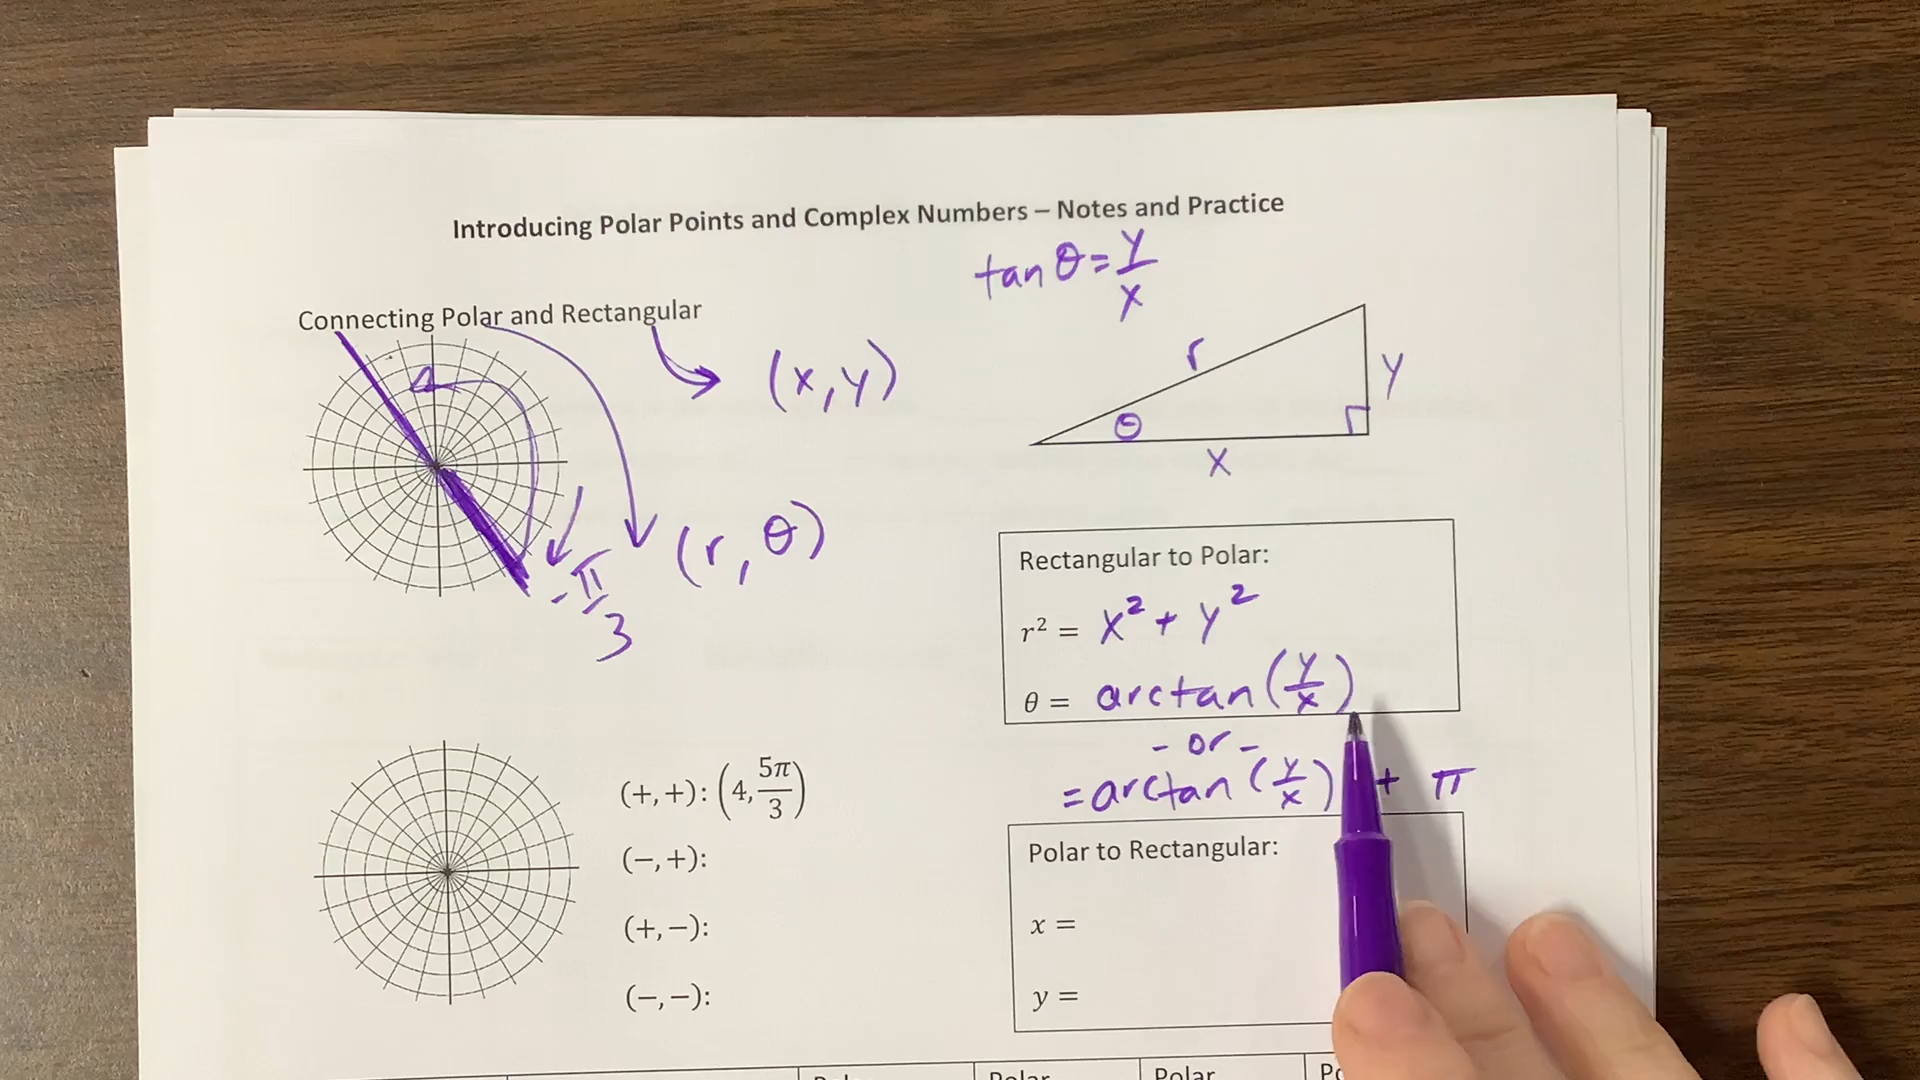 Introducing Polar Points and Complex Numbers – Notes and Practice
tan θ = y/x
Connecting Polar and Rectangular
(x, y)
r
y
θ
x
(r, θ)
-π/3
Rectangular to Polar:
r² = x² + y²
θ = arctan(y/x)
- or -
= arctan(y/x) + π
(+,+): (4, 5π/3)
(−,+):
(+,−):
(−,−):
Polar to Rectangular:
x =
y =
Polar Polar Polar